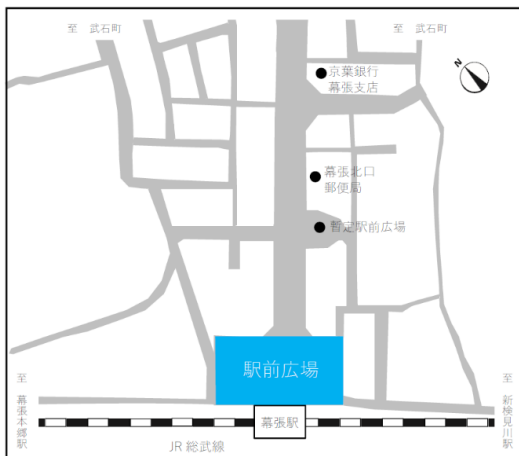 至 武石町
至 武石町
N
京葉銀行
幕張支店
幕張北口
郵便局
暫定駅前広場
駅前広場
至 幕張本郷駅
幕張駅
至 新検見川駅
JR 総武線